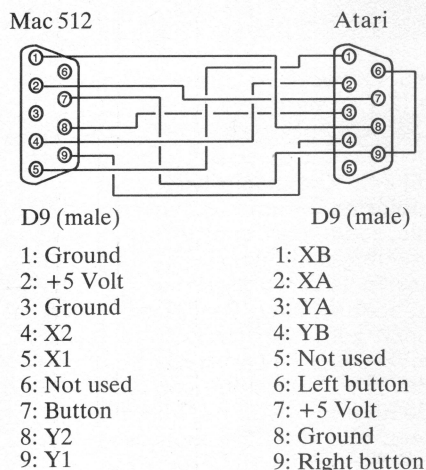 Mac 512
Atari
1
2
3
4
5
6
7
8
9
1
2
3
4
5
6
7
8
9
D9 (male)
D9 (male)
1: Ground
2: +5 Volt
3: Ground
4: X2
5: X1
6: Not used
7: Button
8: Y2
9: Y1
1: XB
2: XA
3: YA
4: YB
5: Not used
6: Left button
7: +5 Volt
8: Ground
9: Right button